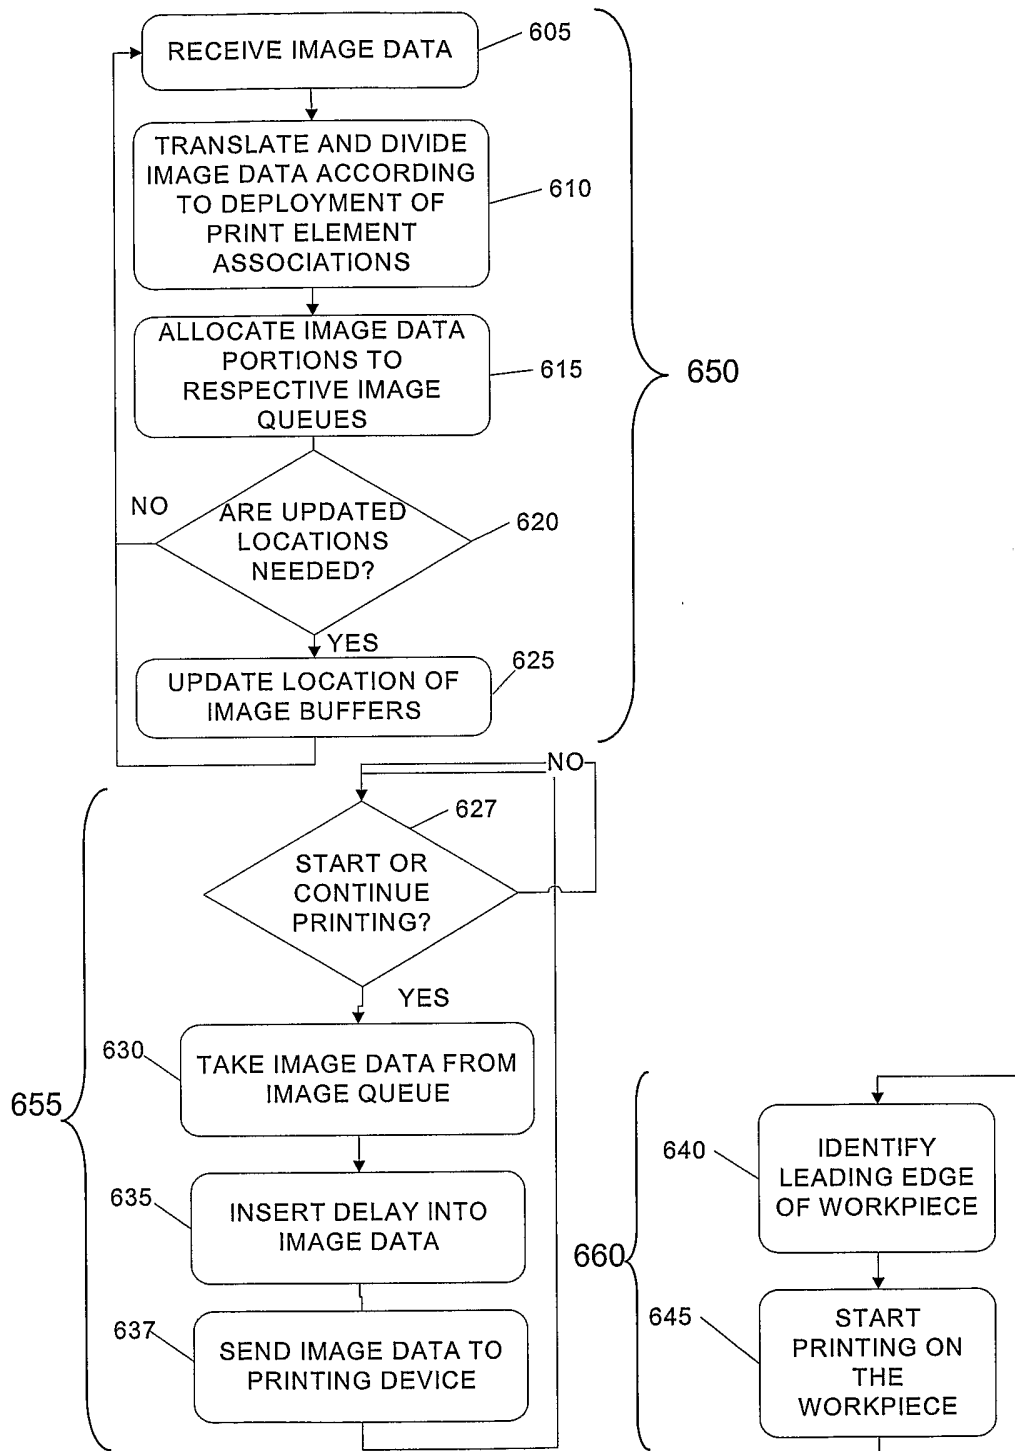 RECEIVE IMAGE DATA
605
TRANSLATE AND DIVIDE
IMAGE DATA ACCORDING
TO DEPLOYMENT OF
PRINT ELEMENT
ASSOCIATIONS
610
ALLOCATE IMAGE DATA
PORTIONS TO
RESPECTIVE IMAGE
QUEUES
615
650
NO
ARE UPDATED
LOCATIONS
NEEDED?
620
YES
UPDATE LOCATION OF
IMAGE BUFFERS
625
NO
627
START OR
CONTINUE
PRINTING?
YES
630
TAKE IMAGE DATA FROM
IMAGE QUEUE
655
635
INSERT DELAY INTO
IMAGE DATA
637
SEND IMAGE DATA TO
PRINTING DEVICE
640
IDENTIFY
LEADING EDGE
OF WORKPIECE
660
645
START
PRINTING ON
THE
WORKPIECE